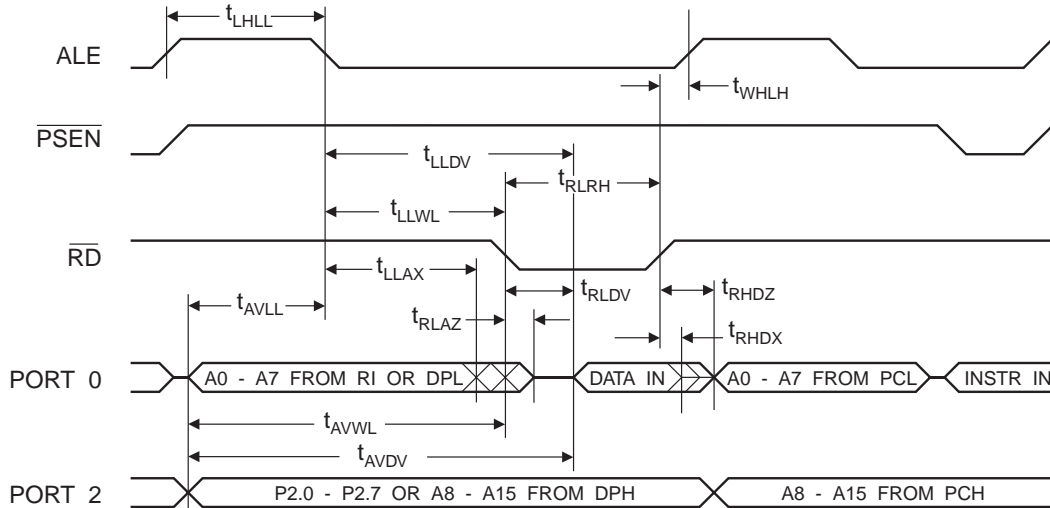 tLHLL
ALE
tWHLH
PSEN
tLLDV
tRLRH
tLLWL
RD
tLLAX
tAVLL
tRLDV
tRHDZ
tRLAZ
tRHDX
PORT 0
A0 - A7 FROM RI OR DPL
DATA IN
A0 - A7 FROM PCL
INSTR IN
tAVWL
tAVDV
PORT 2
P2.0 - P2.7 OR A8 - A15 FROM DPH
A8 - A15 FROM PCH